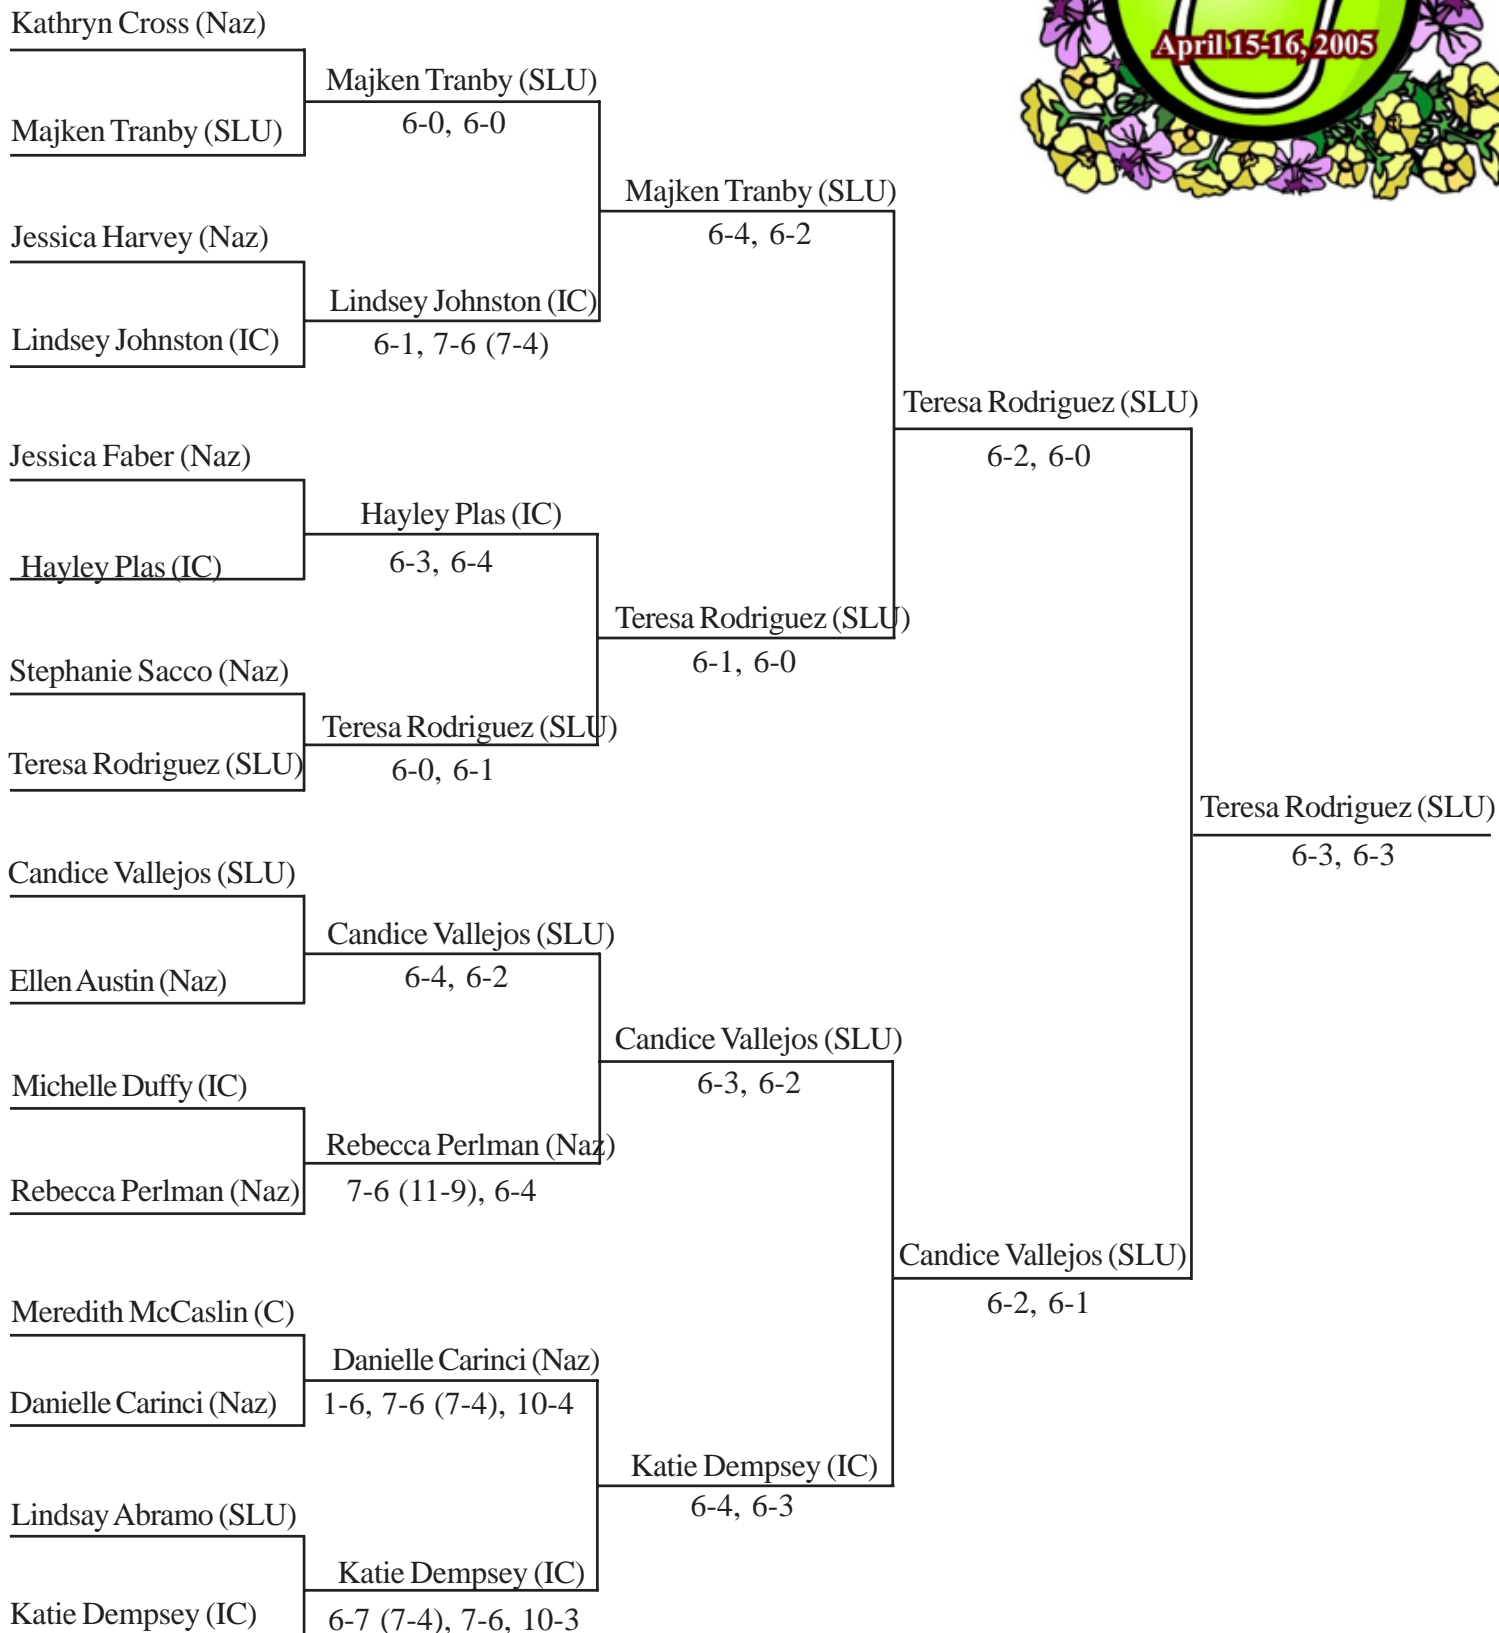 April 15-16, 2005
Kathryn Cross (Naz)
Majken Tranby (SLU)
6-0, 6-0
Majken Tranby (SLU)
Majken Tranby (SLU)
6-4, 6-2
Jessica Harvey (Naz)
Lindsey Johnston (IC)
6-1, 7-6 (7-4)
Lindsey Johnston (IC)
Teresa Rodriguez (SLU)
6-2, 6-0
Jessica Faber (Naz)
Hayley Plas (IC)
6-3, 6-4
Hayley Plas (IC)
Teresa Rodriguez (SLU)
6-1, 6-0
Stephanie Sacco (Naz)
Teresa Rodriguez (SLU)
6-0, 6-1
Teresa Rodriguez (SLU)
Teresa Rodriguez (SLU)
6-3, 6-3
Candice Vallejos (SLU)
Candice Vallejos (SLU)
6-4, 6-2
Ellen Austin (Naz)
Candice Vallejos (SLU)
6-3, 6-2
Michelle Duffy (IC)
Rebecca Perlman (Naz)
7-6 (11-9), 6-4
Rebecca Perlman (Naz)
Candice Vallejos (SLU)
6-2, 6-1
Meredith McCaslin (C)
Danielle Carinci (Naz)
1-6, 7-6 (7-4), 10-4
Danielle Carinci (Naz)
Katie Dempsey (IC)
6-4, 6-3
Lindsay Abramo (SLU)
Katie Dempsey (IC)
6-7 (7-4), 7-6, 10-3
Katie Dempsey (IC)